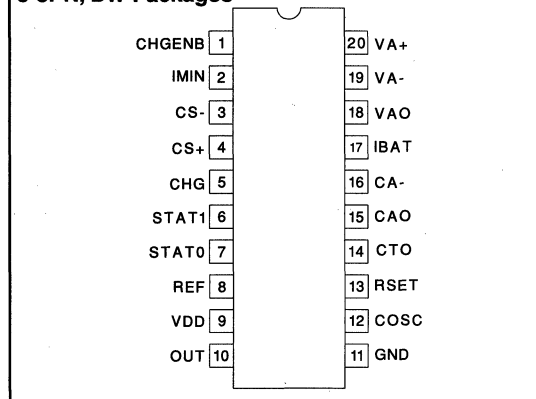 CHGENB 1 20 VA+
IMIN 2 19 VA-
CS- 3 18 VAO
CS+ 4 17 IBAT
CHG 5 16 CA-
STAT1 6 15 CAO
STAT0 7 14 CTO
REF 8 13 RSET
VDD 9 12 COSC
OUT 10 11 GND